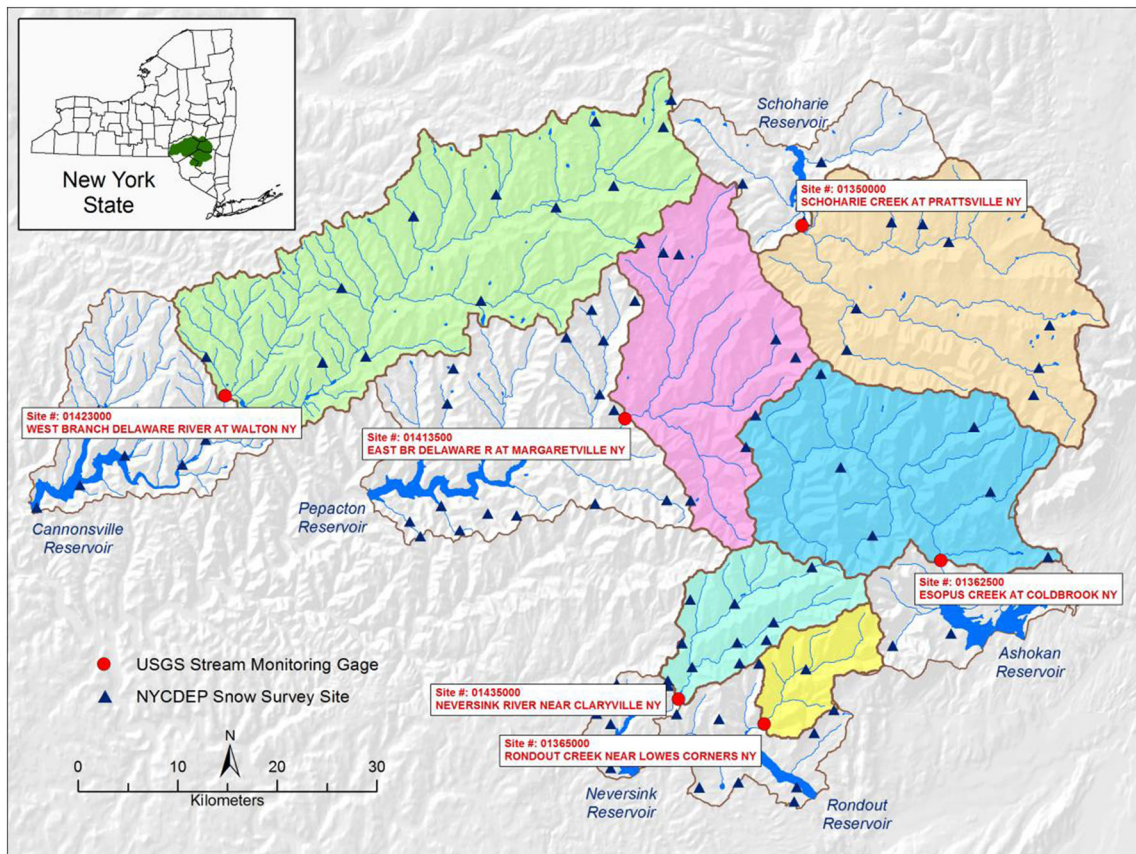 New York
State
Schoharie
Reservoir
Site #: 01350000
SCHOHARIE CREEK AT PRATTSVILLE NY
Site #: 01423000
WEST BRANCH DELAWARE RIVER AT WALTON NY
Site #: 01413500
EAST BR DELAWARE R AT MARGARETVILLE NY
Cannonsville
Reservoir
Pepacton
Reservoir
Site #: 01362500
ESOPUS CREEK AT COLDBROOK NY
Ashokan
Reservoir
USGS Stream Monitoring Gage
NYCDEP Snow Survey Site
Site #: 01435000
NEVERSINK RIVER NEAR CLARYVILLE NY
Site #: 01365000
RONDOUT CREEK NEAR LOWES CORNERS NY
N
0 10 20 30
Kilometers
Neversink
Reservoir
Rondout
Reservoir